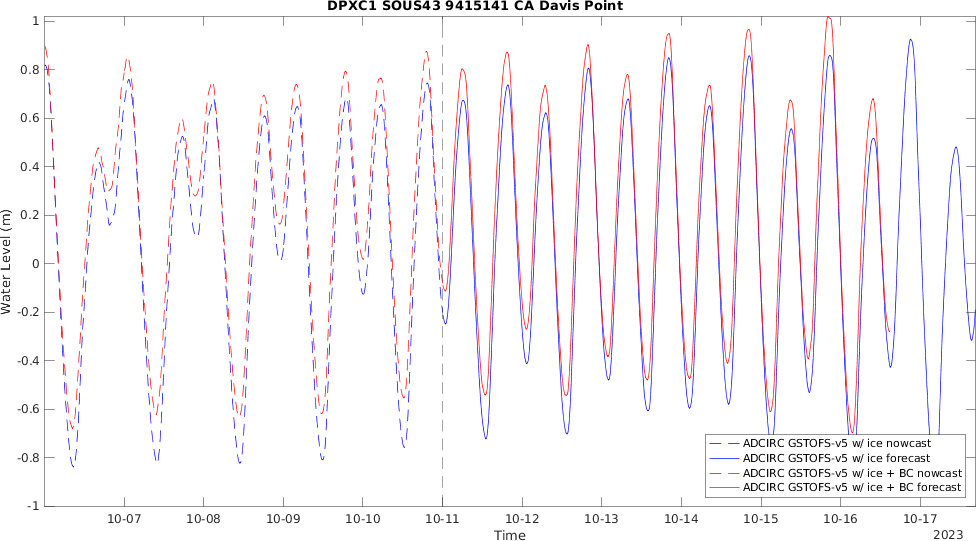 DPXC1 SOUS43 9415141 CA Davis Point
Water Level (m)
1
0.8
0.6
0.4
0.2
0
-0.2
-0.4
-0.6
-0.8
-1
ADCIRC GSTOFS-v5 w/ ice nowcast
ADCIRC GSTOFS-v5 w/ ice forecast
ADCIRC GSTOFS-v5 w/ ice + BC nowcast
ADCIRC GSTOFS-v5 w/ ice + BC forecast
10-07 10-08 10-09 10-10 10-11 10-12 10-13 10-14 10-15 10-16 10-17
Time
2023